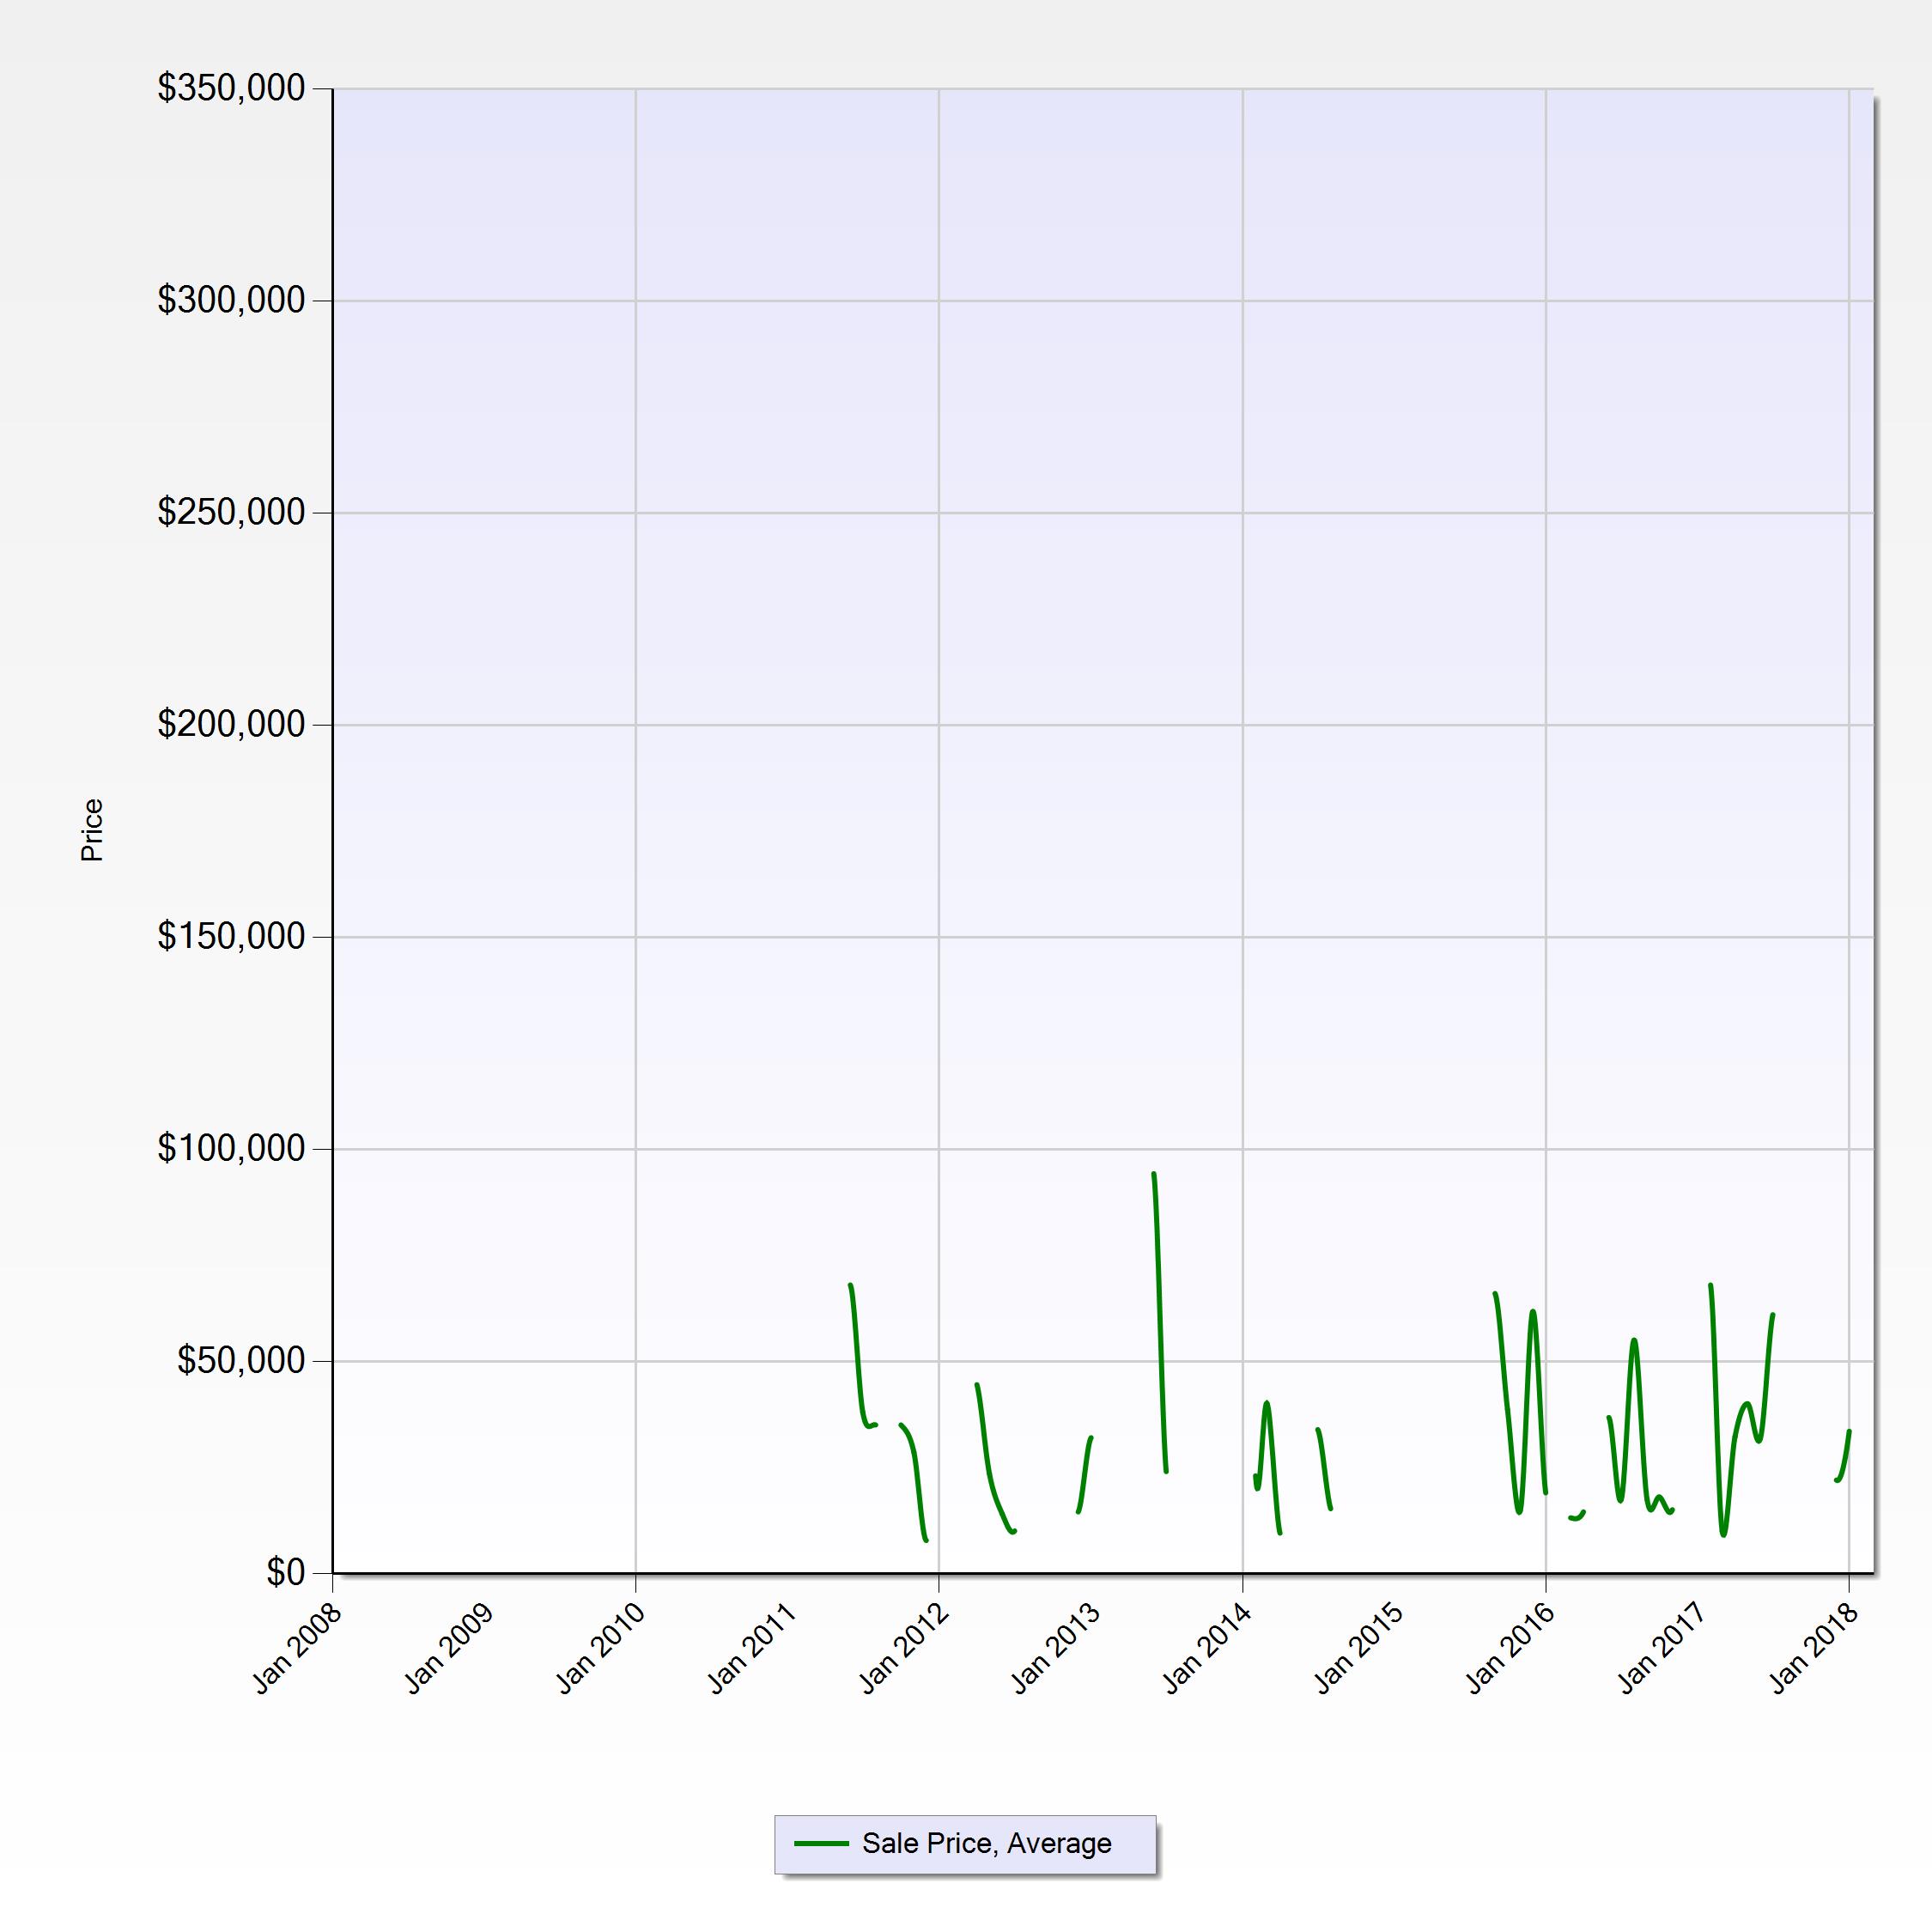 $350,000
$300,000
$250,000
$200,000
$150,000
$100,000
$50,000
$0
Price
Jan 2008
Jan 2009
Jan 2010
Jan 2011
Jan 2012
Jan 2013
Jan 2014
Jan 2015
Jan 2016
Jan 2017
Jan 2018
Sale Price, Average